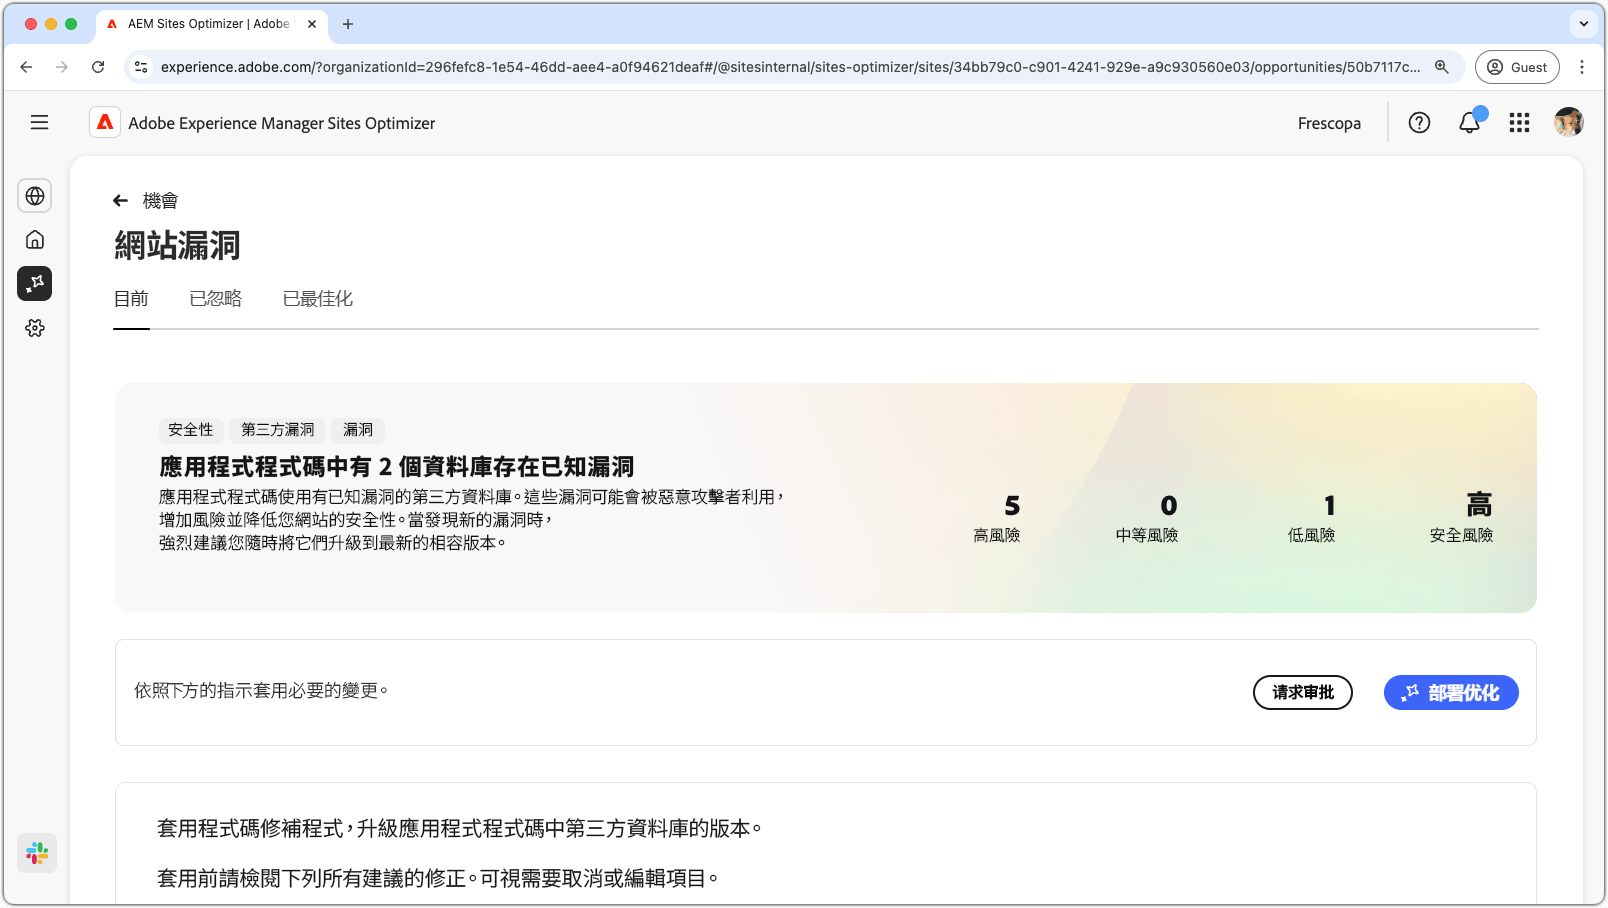 AEM Sites Optimizer | Adobe
experience.adobe.com/?organizationId=296fefc8-1e54-46dd-aee4-a0f94621deaf#/@sitesinternal/sites-optimizer/sites/34bb79c0-c901-4241-929e-a9c930560e03/opportunities/50b7117c...
Guest
Adobe Experience Manager Sites Optimizer
Frescopa
機會
網站漏洞
目前 已忽略 已最佳化
安全性 第三方漏洞 漏洞
應用程式程式碼中有 2 個資料庫存在已知漏洞
應用程式程式碼使用有已知漏洞的第三方資料庫。這些漏洞可能會被惡意攻擊者利用，
增加風險並降低您網站的安全性。當發現新的漏洞時，
強烈建議您隨時將它們升級到最新的相容版本。
5 0 1 高
高風險 中等風險 低風險 安全風險
依照下方的指示套用必要的變更。
请求审批 部署优化
套用程式碼修補程式，升級應用程式程式碼中第三方資料庫的版本。
套用前請檢閱下列所有建議的修正。可視需要取消或編輯項目。